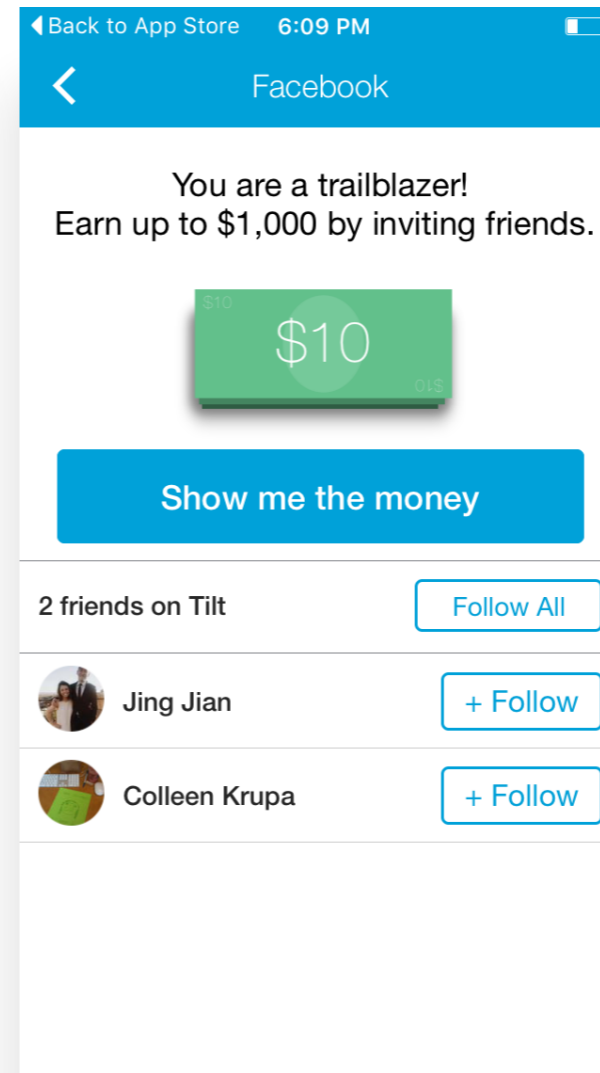 Back to App Store 6:09 PM
Facebook
You are a trailblazer!
Earn up to $1,000 by inviting friends.
$10
$10
$10
Show me the money
2 friends on Tilt Follow All
Jing Jian + Follow
Colleen Krupa + Follow